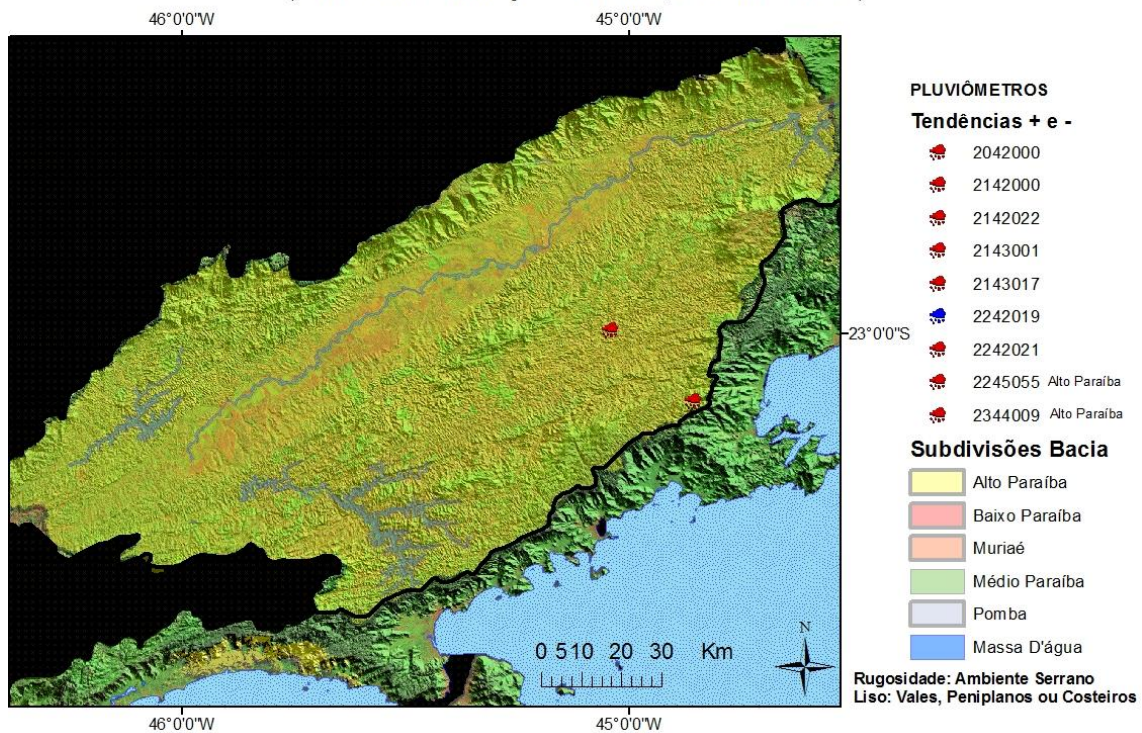 46°0'0"W
45°0'0"W
23°0'0"S
0 5 10 20 30 Km
N
46°0'0"W
45°0'0"W
PLUVIÔMETROS
Tendências + e -
2042000
2142000
2142022
2143001
2143017
2242019
2242021
2245055 Alto Paraíba
2344009 Alto Paraíba
Subdivisões Bacia
Alto Paraíba
Baixo Paraíba
Muriaé
Médio Paraíba
Pomba
Massa D'água
Rugosidade: Ambiente Serrano
Liso: Vales, Peniplanos ou Costeiros